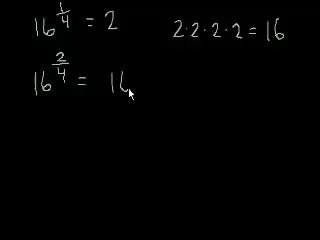 16^{1/4} = 2
2·2·2·2 = 16
16^{2/4} = 16